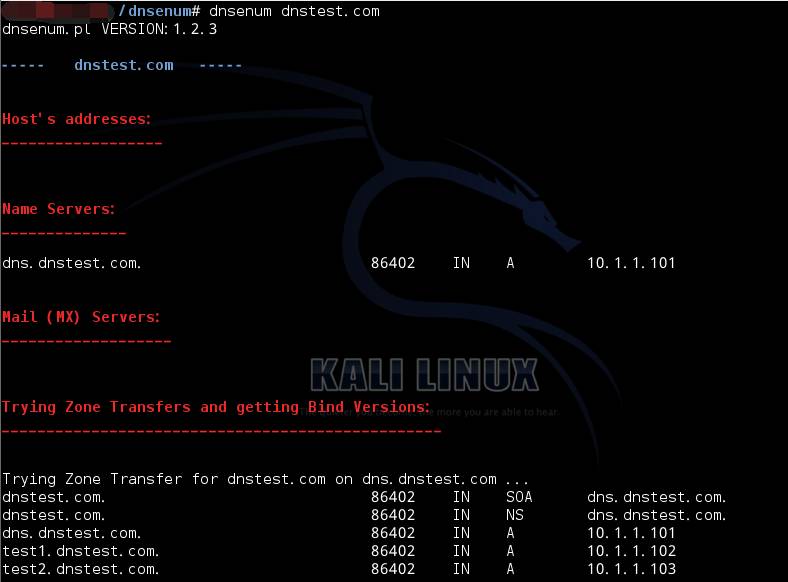 /dnsenum# dnsenum dnstest.com
dnsenum.pl VERSION:1.2.3
----- dnstest.com -----
Host's addresses:
------------------
Name Servers:
--------------
dns.dnstest.com. 86402 IN A 10.1.1.101
Mail (MX) Servers:
-------------------
KALI LINUX
Trying Zone Transfers and getting Bind Versions:
more you are able to hear
-------------------------------------------------
Trying Zone Transfer for dnstest.com on dns.dnstest.com ...
dnstest.com. 86402 IN SOA dns.dnstest.com.
dnstest.com. 86402 IN NS dns.dnstest.com.
dns.dnstest.com. 86402 IN A 10.1.1.101
test1.dnstest.com. 86402 IN A 10.1.1.102
test2.dnstest.com. 86402 IN A 10.1.1.103